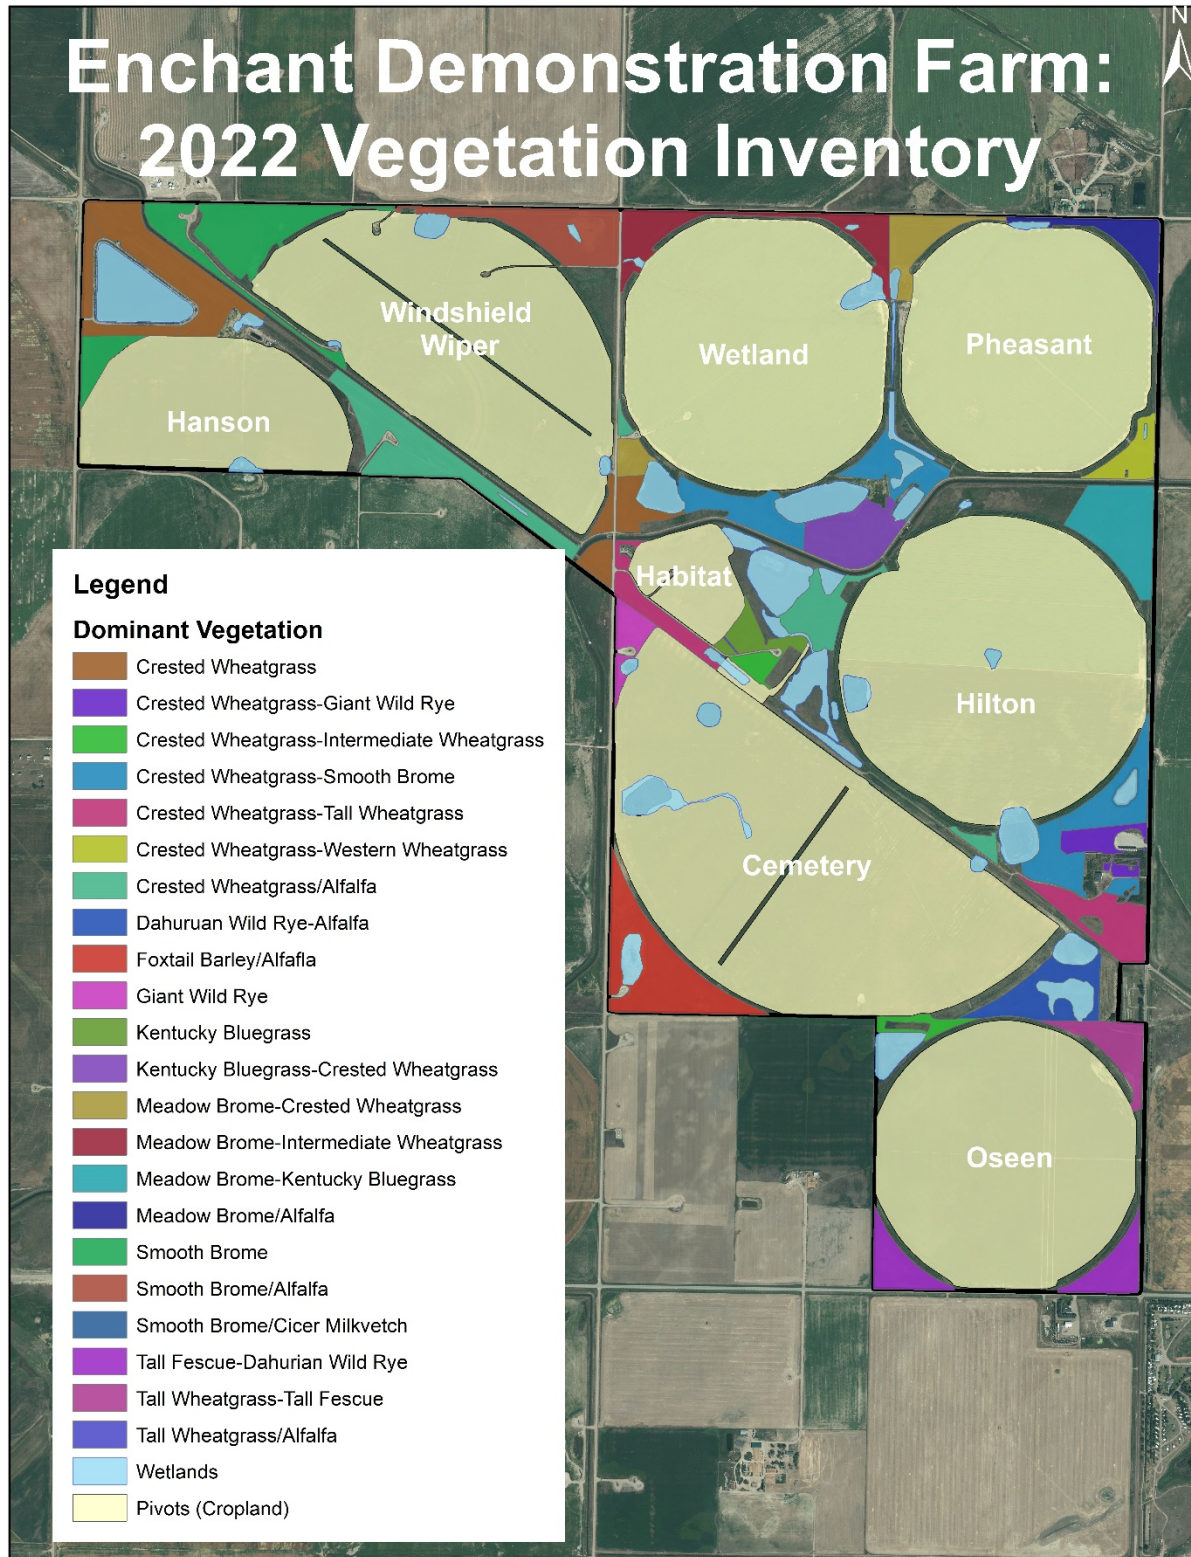 N
Enchant Demonstration Farm:
2022 Vegetation Inventory
Windshield
Wiper
Wetland
Pheasant
Hanson
Habitat
Hilton
Cemetery
Oseen
Legend
Dominant Vegetation
Crested Wheatgrass
Crested Wheatgrass-Giant Wild Rye
Crested Wheatgrass-Intermediate Wheatgrass
Crested Wheatgrass-Smooth Brome
Crested Wheatgrass-Tall Wheatgrass
Crested Wheatgrass-Western Wheatgrass
Crested Wheatgrass/Alfalfa
Dahuruan Wild Rye-Alfalfa
Foxtail Barley/Alfafla
Giant Wild Rye
Kentucky Bluegrass
Kentucky Bluegrass-Crested Wheatgrass
Meadow Brome-Crested Wheatgrass
Meadow Brome-Intermediate Wheatgrass
Meadow Brome-Kentucky Bluegrass
Meadow Brome/Alfalfa
Smooth Brome
Smooth Brome/Alfalfa
Smooth Brome/Cicer Milkvetch
Tall Fescue-Dahurian Wild Rye
Tall Wheatgrass-Tall Fescue
Tall Wheatgrass/Alfalfa
Wetlands
Pivots (Cropland)